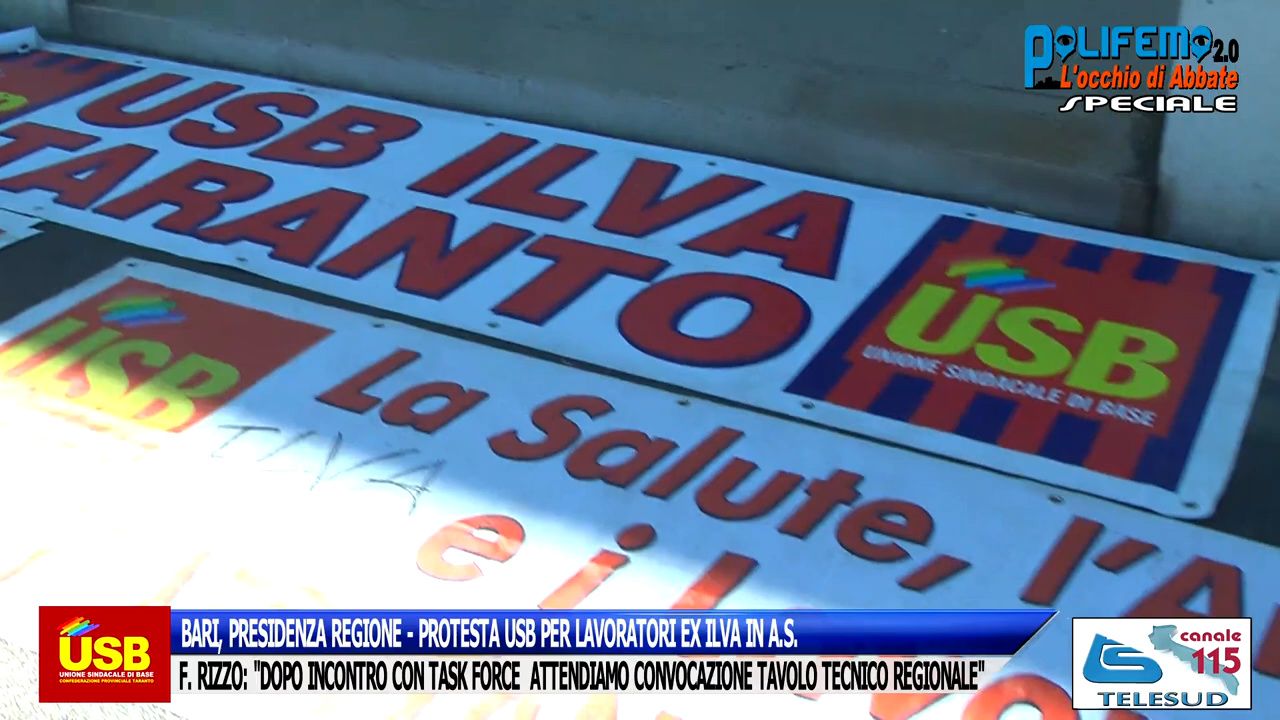 POLIFEMO 2.0
L'occhio di Abbate
SPECIALE
USB ILVA
TARANTO
USB
UNIONE SINDACALE DI BASE
USB
La Salute, l'A
ILVA
e i l
BARI, PRESIDENZA REGIONE - PROTESTA USB PER LAVORATORI EX ILVA IN A.S.
F. RIZZO: "DOPO INCONTRO CON TASK FORCE ATTENDIAMO CONVOCAZIONE TAVOLO TECNICO REGIONALE"
USB
UNIONE SINDACALE DI BASE
CONFEDERAZIONE PROVINCIALE TARANTO
canale
115
TELESUD